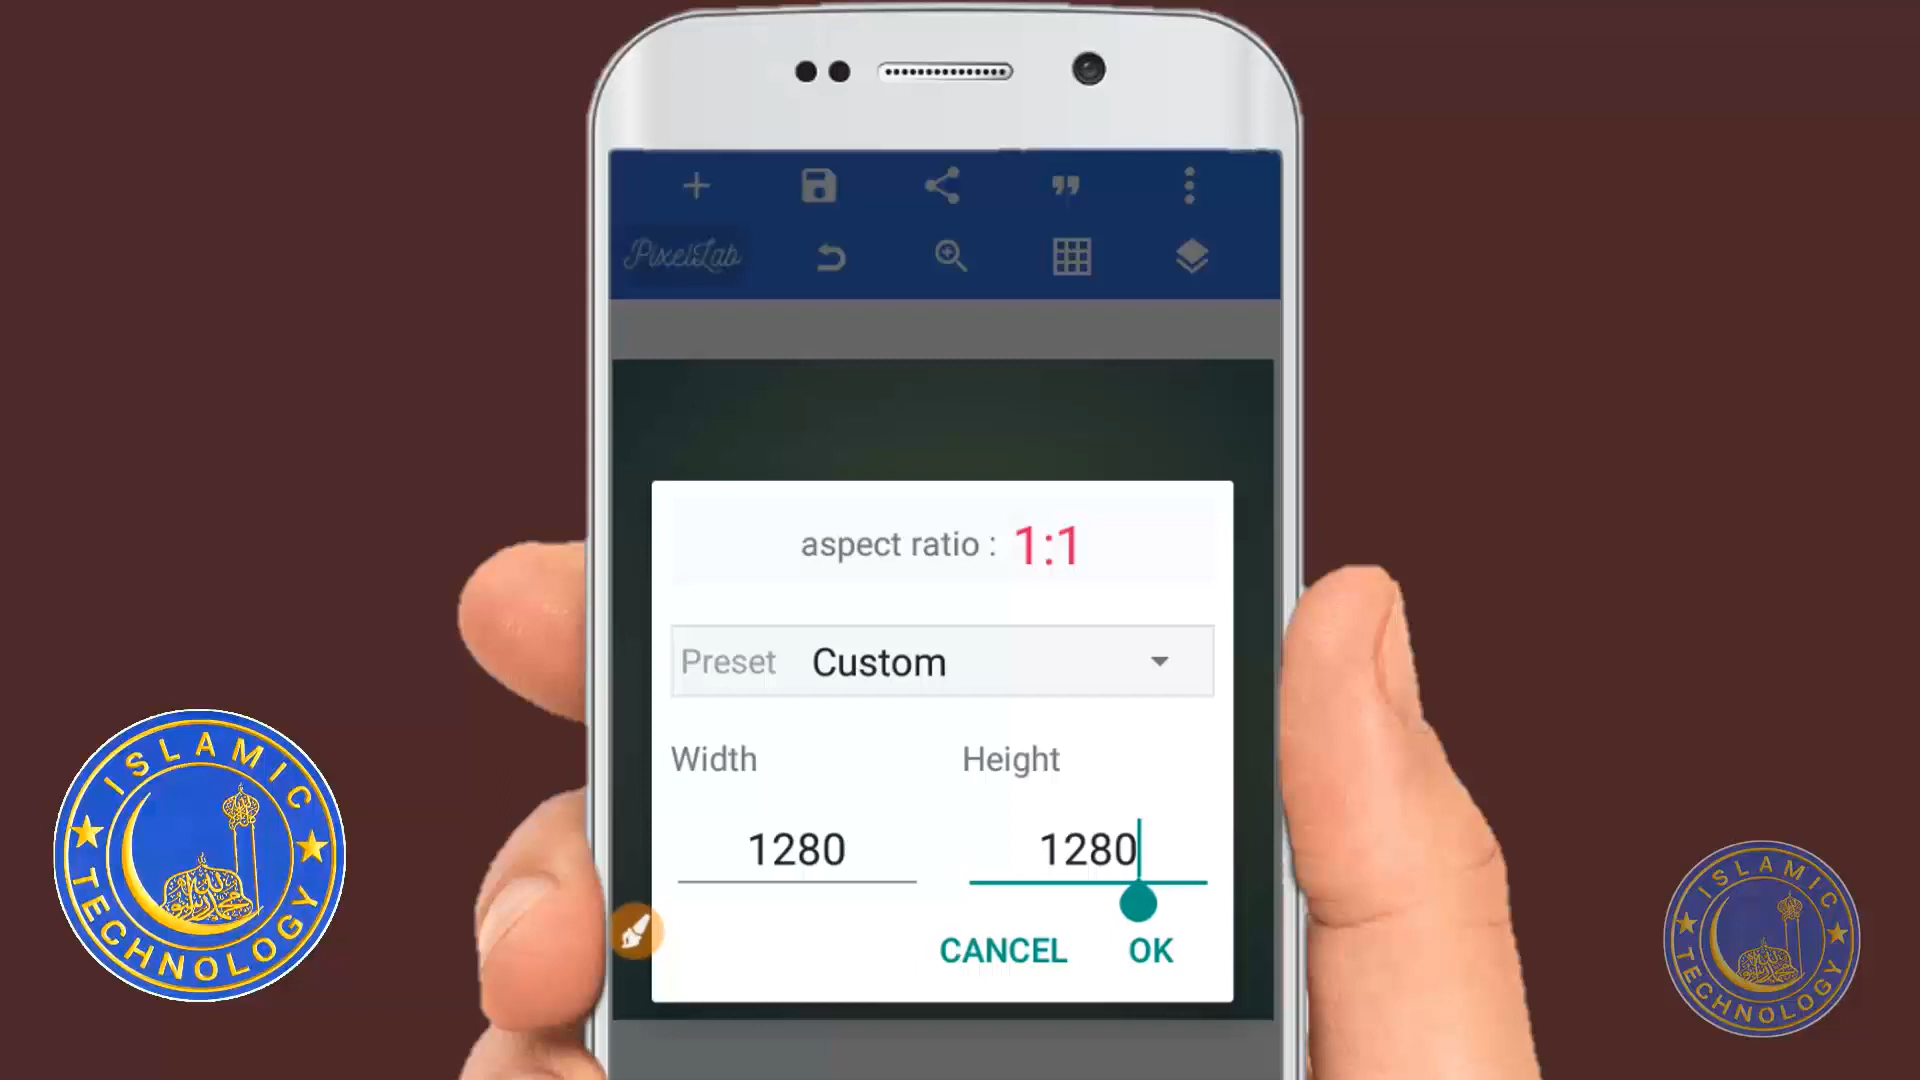 PixelLab
aspect ratio : 1:1
Preset Custom
Width Height
1280 1280
CANCEL OK
ISLAMIC
TECHNOLOGY
ISLAMIC
TECHNOLOGY